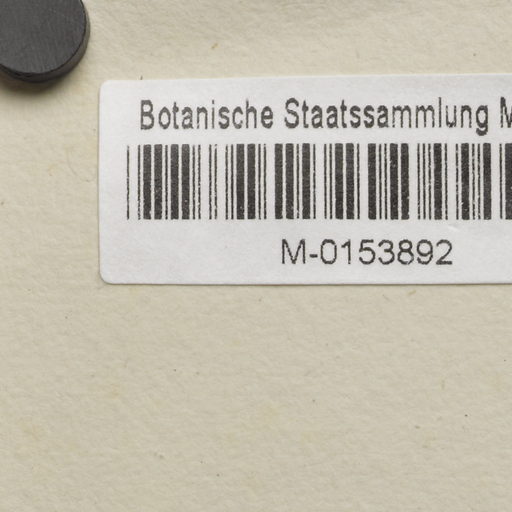 Botanische Staatssammlung M
M-0153892